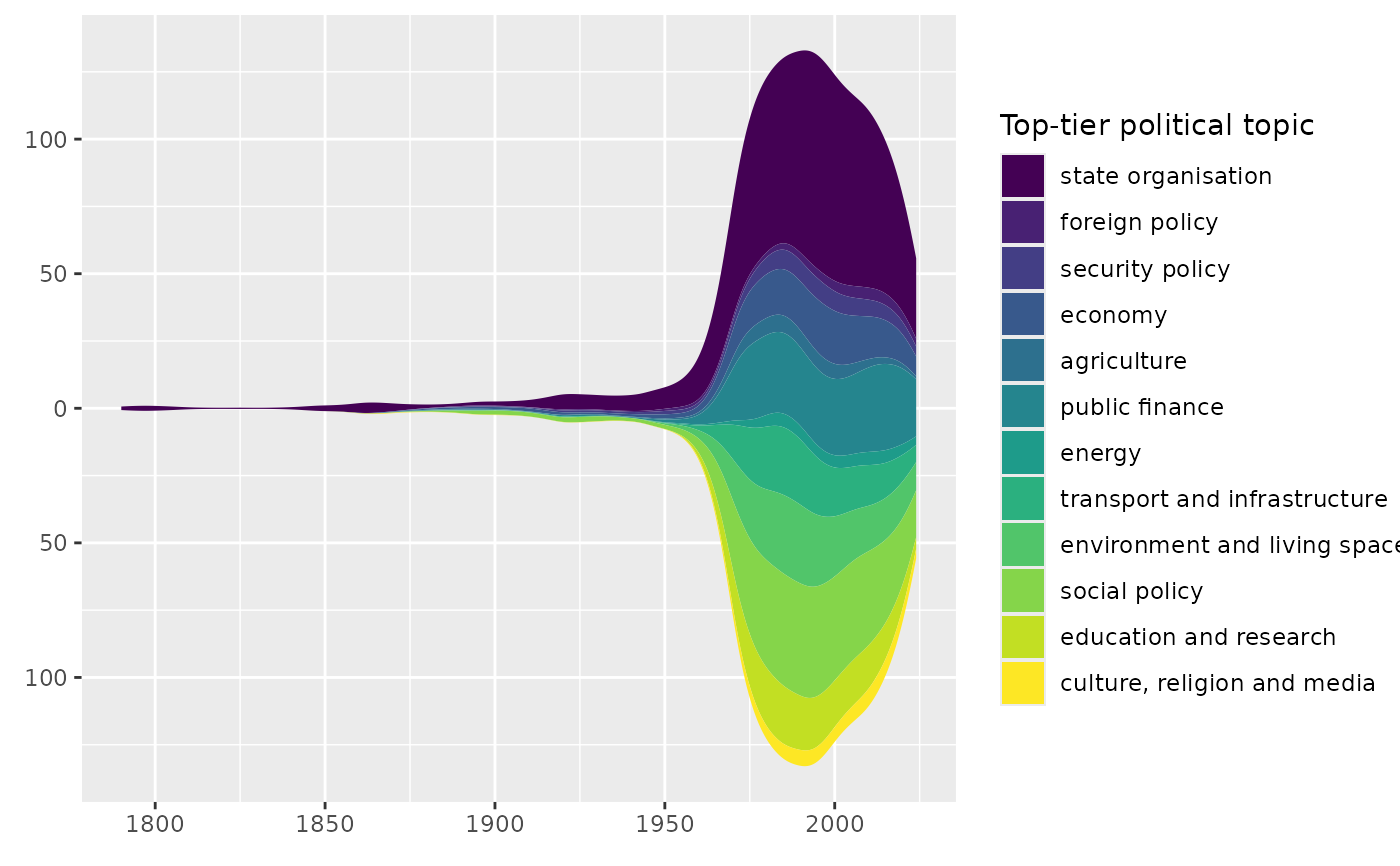 100
50
0
50
100
1800
1850
1900
1950
2000
Top-tier political topic
state organisation
foreign policy
security policy
economy
agriculture
public finance
energy
transport and infrastructure
environment and living space
social policy
education and research
culture, religion and media